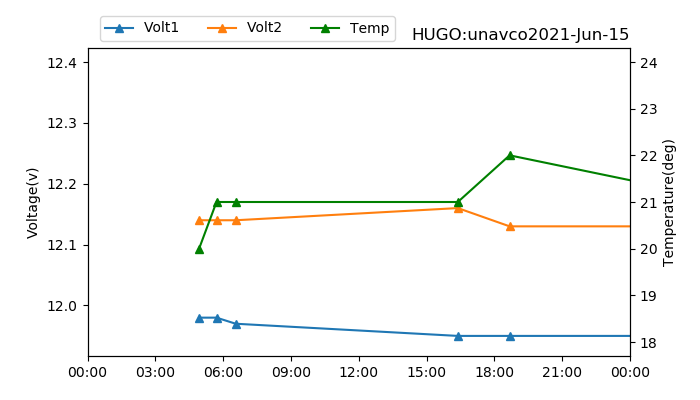 Volt1 Volt2 Temp
HUGO:unavco2021-Jun-15
Voltage(v)
12.4
12.3
12.2
12.1
12.0
24
23
22
21
20
19
18
Temperature(deg)
00:00 03:00 06:00 09:00 12:00 15:00 18:00 21:00 00:00